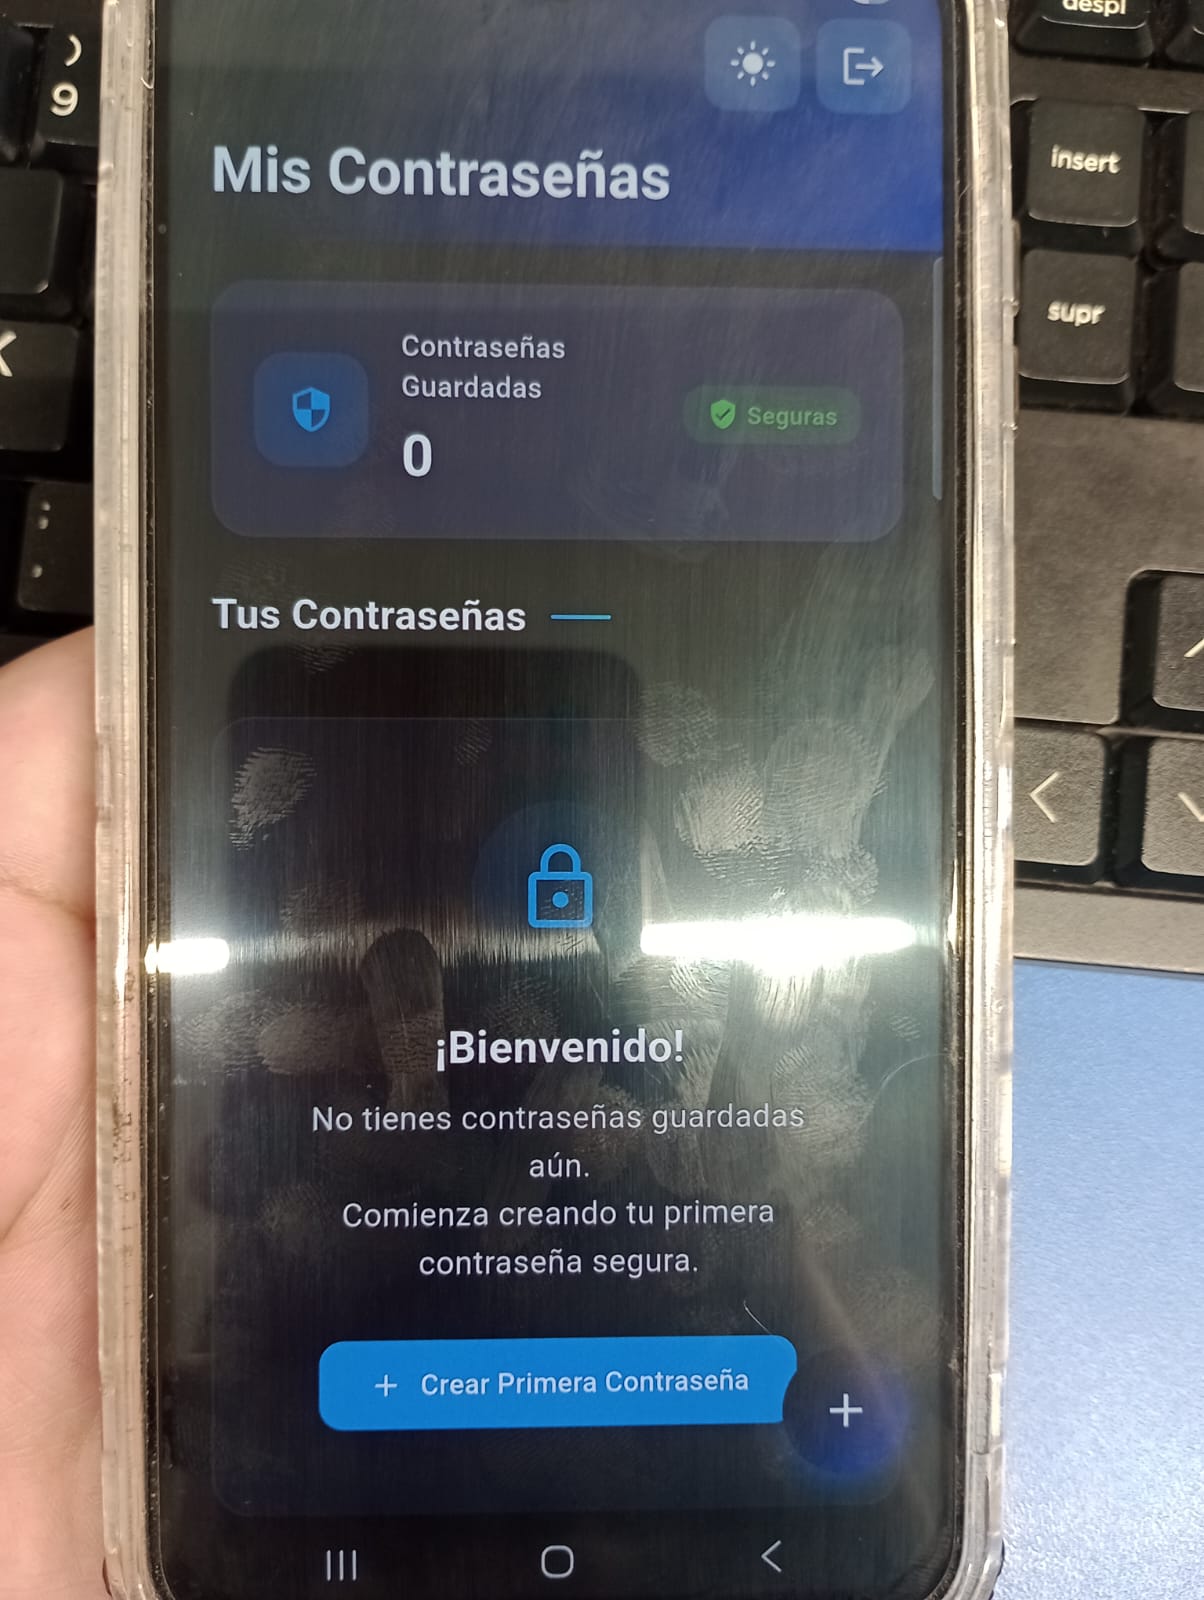 despl
)
9
insert
supr
Mis Contraseñas
Contraseñas
Guardadas
0
Seguras
Tus Contraseñas
¡Bienvenido!
No tienes contraseñas guardadas
aún.
Comienza creando tu primera
contraseña segura.
+ Crear Primera Contraseña
+